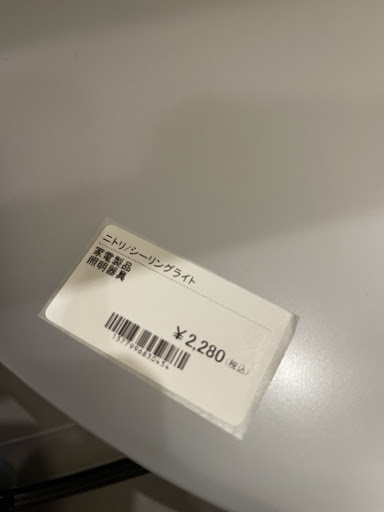 ニトリ/シーリングライト
家電製品
照明器具
¥2,280(税込)